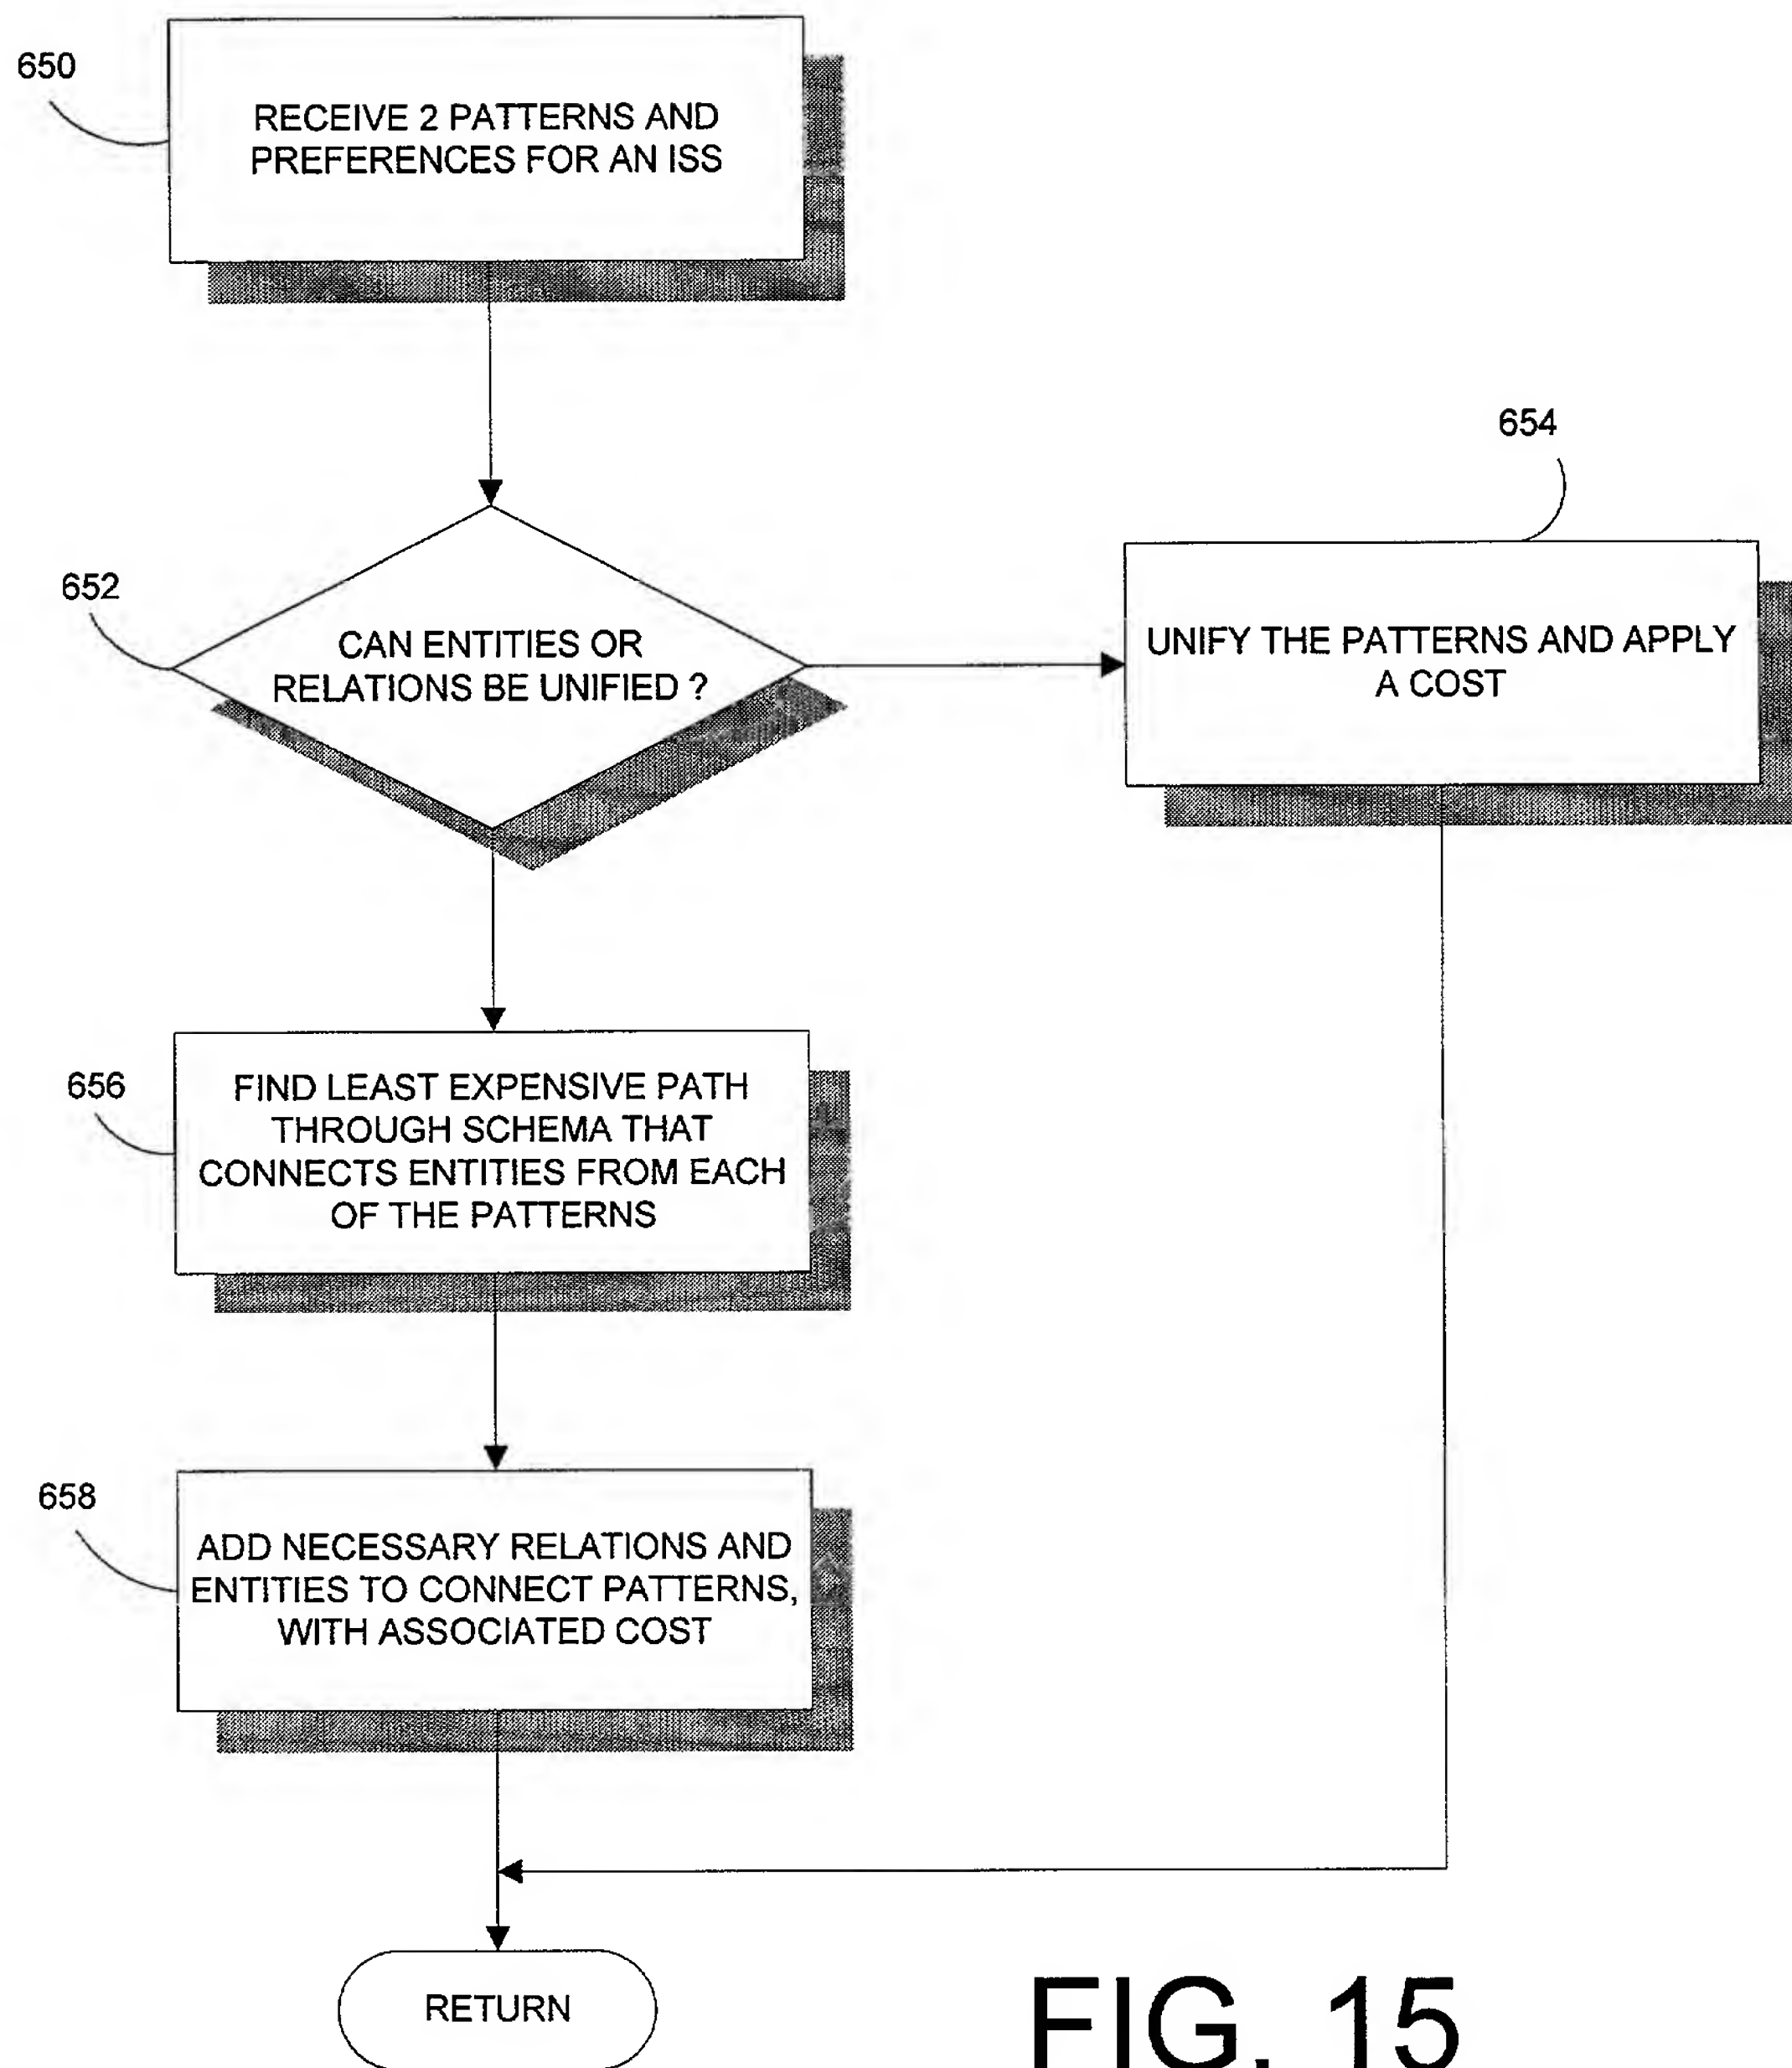 650
RECEIVE 2 PATTERNS AND
PREFERENCES FOR AN ISS
654
652
CAN ENTITIES OR
RELATIONS BE UNIFIED ?
UNIFY THE PATTERNS AND APPLY
A COST
656
FIND LEAST EXPENSIVE PATH
THROUGH SCHEMA THAT
CONNECTS ENTITIES FROM EACH
OF THE PATTERNS
658
ADD NECESSARY RELATIONS AND
ENTITIES TO CONNECT PATTERNS,
WITH ASSOCIATED COST
RETURN
FIG. 15